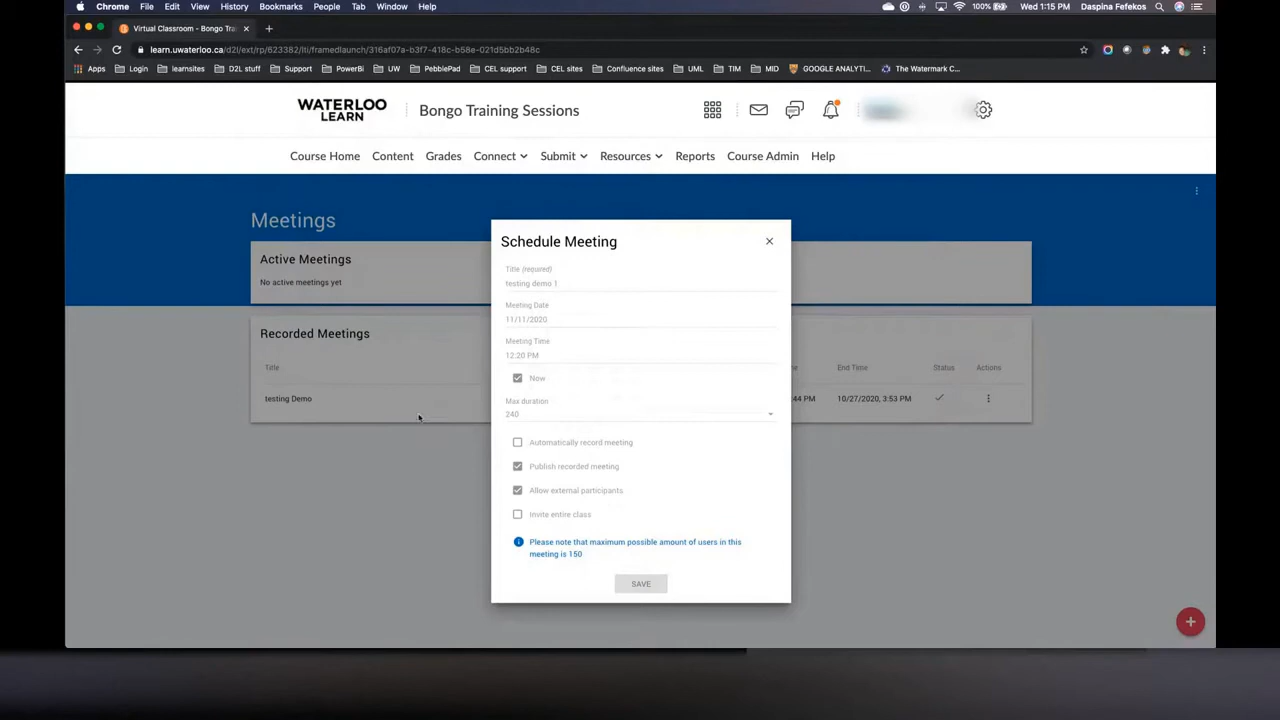 Chrome File Edit View History Bookmarks People Tab Window Help 100% Wed 1:15 PM Daspina Fefekos
Virtual Classroom - Bongo Trai
learn.uwaterloo.ca/d2l/ext/rp/623382/lti/framedlaunch/316af07a-b3f7-418c-b58e-021d5bb2b48c
Apps Login learnsites D2L stuff Support PowerBi UW PebblePad CEL support CEL sites Confluence sites UML TIM MID GOOGLE ANALYTI... The Watermark C...
WATERLOO
LEARN
Bongo Training Sessions
Course Home Content Grades Connect Submit Resources Reports Course Admin Help
Meetings
Active Meetings
No active meetings yet
Recorded Meetings
Title End Time Status Actions
testing Demo 44 PM 10/27/2020, 3:53 PM
Schedule Meeting
Title (required)
testing demo 1
Meeting Date
11/11/2020
Meeting Time
12:20 PM
Now
Max duration
240
Automatically record meeting
Publish recorded meeting
Allow external participants
Invite entire class
Please note that maximum possible amount of users in this
meeting is 150
SAVE